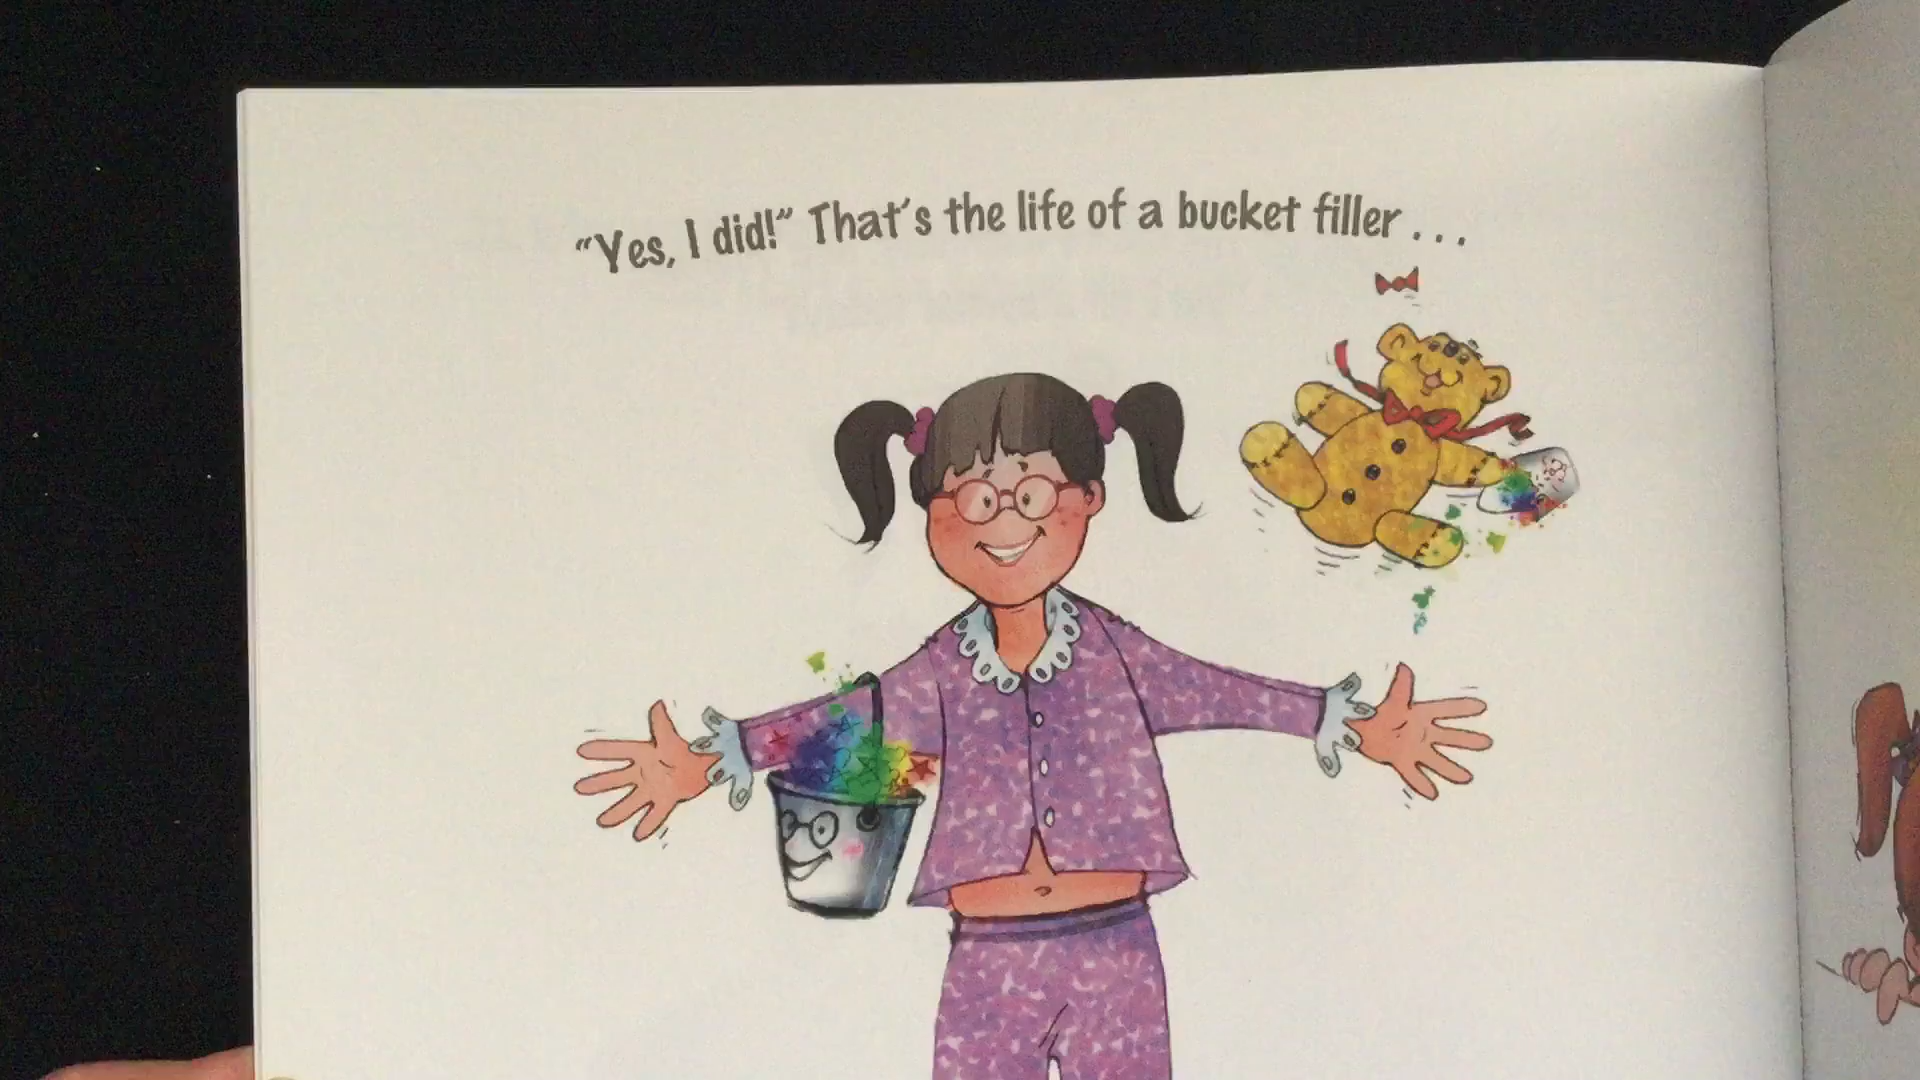 "Yes, I did!" That's the life of a bucket filler . . .